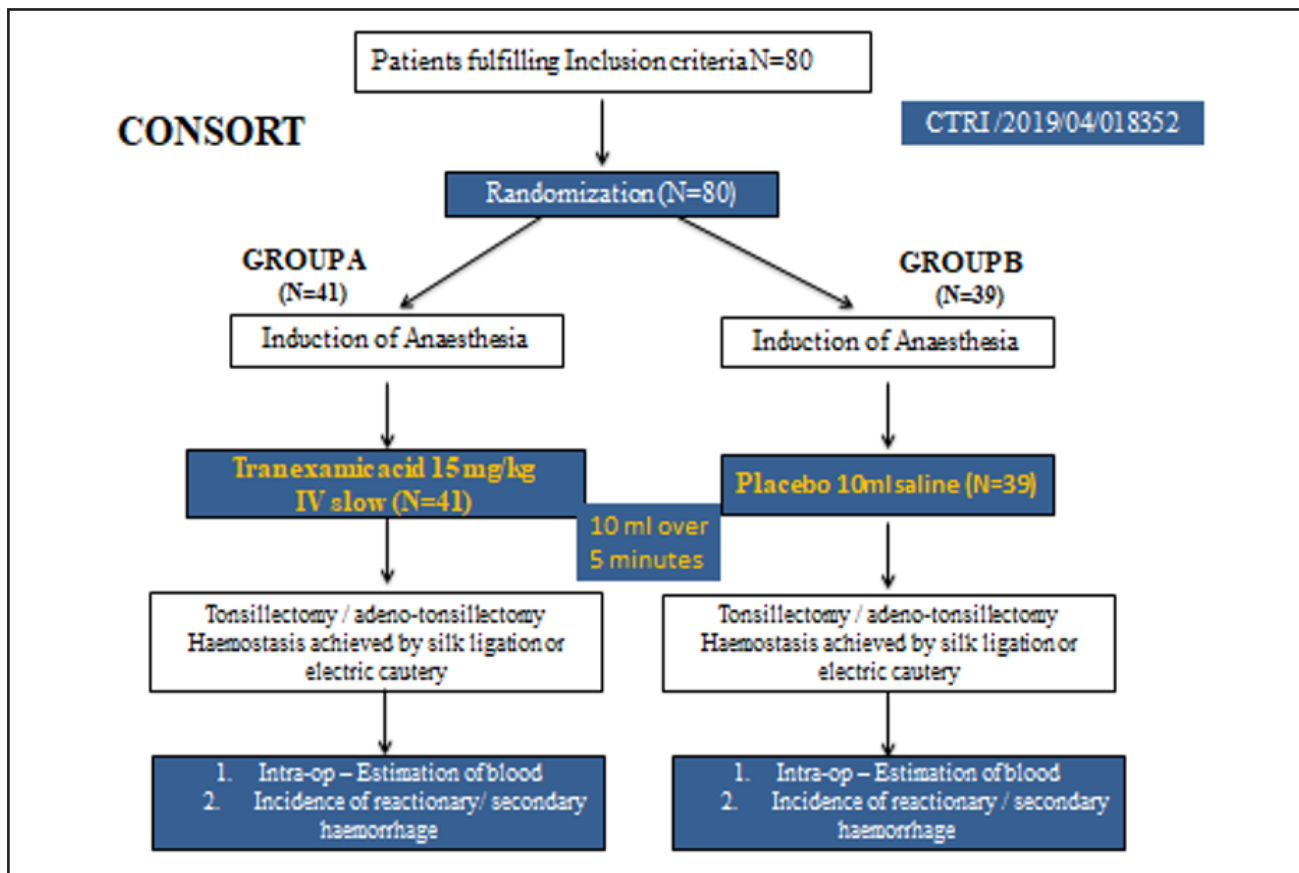 Patients fulfilling Inclusion criteria N=80
CONSORT
CTRI /2019/04/018352
Randomization (N=80)
GROUP A
(N=41)
GROUP B
(N=39)
Induction of Anaesthesia
Induction of Anaesthesia
Tranexamic acid 15 mg/kg
IV slow (N=41)
Placebo 10ml saline (N=39)
10 ml over
5 minutes
Tonsillectomy / adeno-tonsillectomy
Haemostasis achieved by silk ligation or
electric cautery
Tonsillectomy / adeno-tonsillectomy
Haemostasis achieved by silk ligation or
electric cautery
1. Intra-op – Estimation of blood
2. Incidence of reactionary/ secondary
haemorrhage
1. Intra-op – Estimation of blood
2. Incidence of reactionary / secondary
haemorrhage